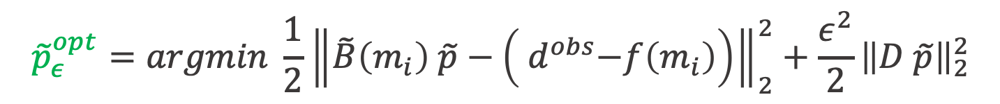 p̃_ϵ^{opt} = argmin 1/2 ‖B̃(m_i) p̃ − ( d^{obs}−f(m_i))‖_2^2 + ϵ^2/2 ‖D p̃‖_2^2